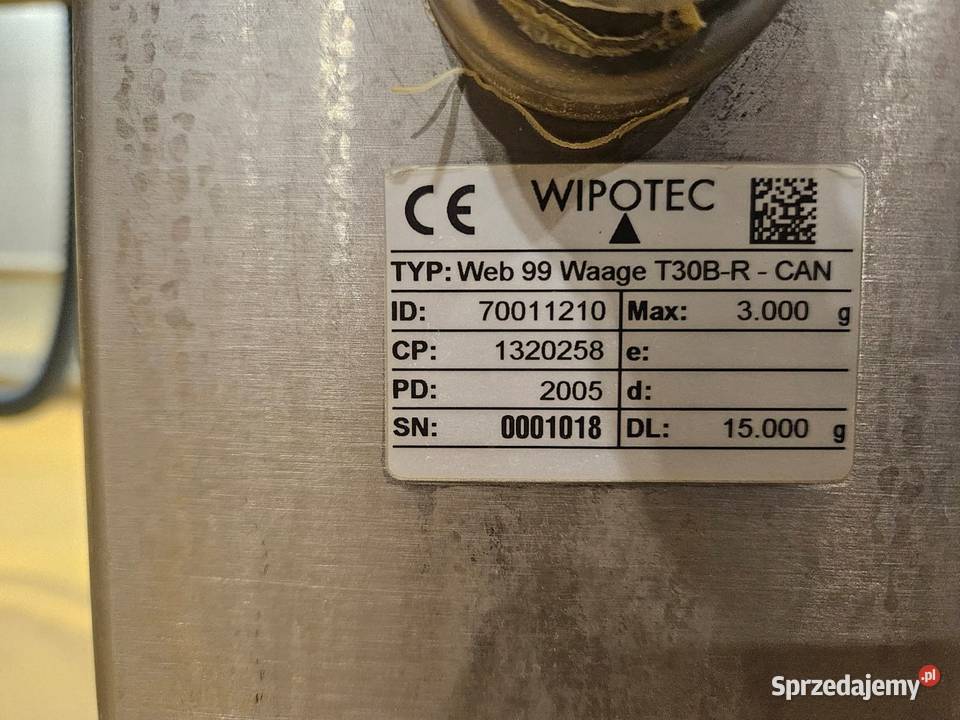 CE WIPOTEC
TYP: Web 99 Waage T30B-R - CAN
ID: 70011210 Max: 3.000 g
CP: 1320258 e:
PD: 2005 d:
SN: 0001018 DL: 15.000 g
Sprzedajemy.pl